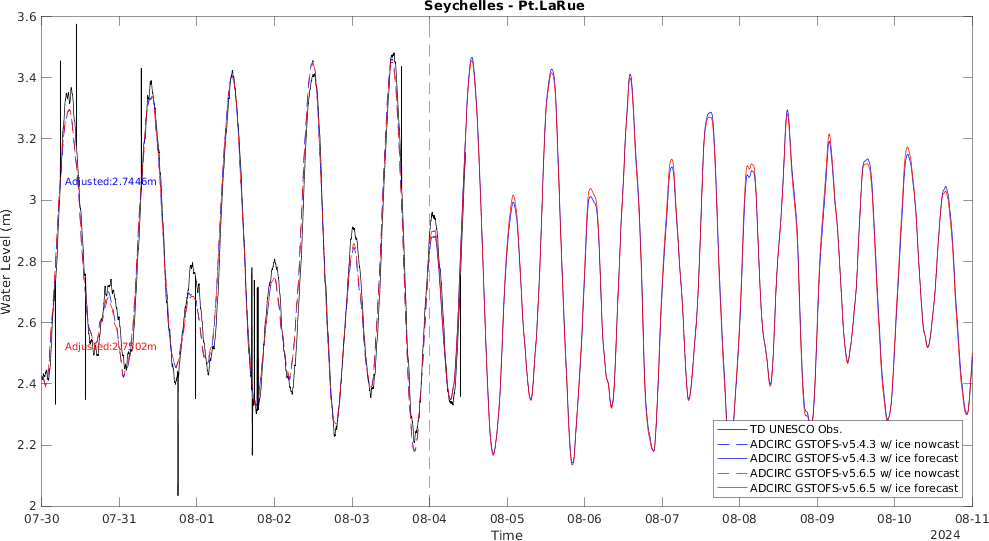 Seychelles - Pt.LaRue
3.6
3.4
3.2
3
2.8
2.6
2.4
2.2
2
Water Level (m)
Adjusted:2.7446m
Adjusted:2.7502m
TD UNESCO Obs.
ADCIRC GSTOFS-v5.4.3 w/ ice nowcast
ADCIRC GSTOFS-v5.4.3 w/ ice forecast
ADCIRC GSTOFS-v5.6.5 w/ ice nowcast
ADCIRC GSTOFS-v5.6.5 w/ ice forecast
07-30 07-31 08-01 08-02 08-03 08-04 08-05 08-06 08-07 08-08 08-09 08-10 08-11
Time
2024